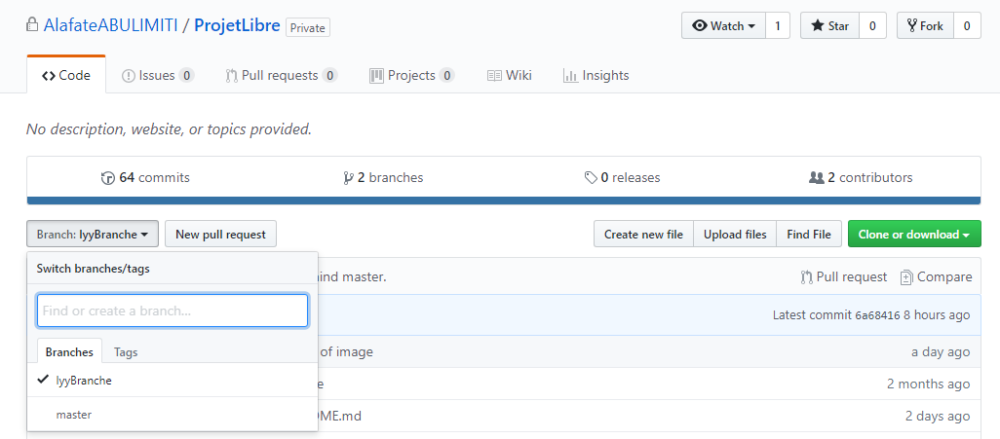 AlafateABULIMITI / ProjetLibre Private Watch 1 Star 0 Fork 0
Code Issues 0 Pull requests 0 Projects 0 Wiki Insights
No description, website, or topics provided.
64 commits 2 branches 0 releases 2 contributors
Branch: lyyBranche New pull request Create new file Upload files Find File Clone or download
Switch branches/tags
ind master. Pull request Compare
Find or create a branch...
Latest commit 6a68416 8 hours ago
Branches Tags
of image a day ago
lyyBranche
e 2 months ago
master
OME.md 2 days ago